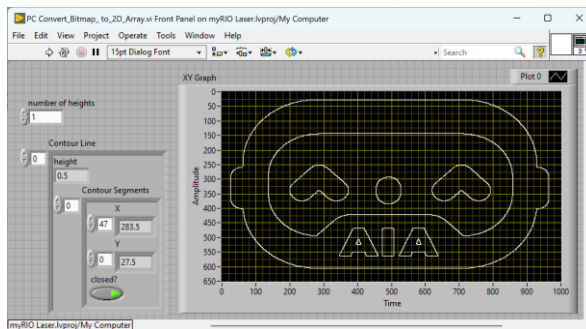 PC Convert_Bitmap_ to_2D_Array.vi Front Panel on myRIO Laser.lvproj/My Computer
File Edit View Project Operate Tools Window Help
15pt Dialog Font
Search
XY Graph
Plot 0
number of heights
1
Contour Line
0
height
0.5
Contour Segments
0
X
47
283.5
Y
0
27.5
closed?
Amplitude
0
50
100
150
200
250
300
350
400
450
500
550
600
650
0 100 200 300 400 500 600 700 800 900 1000
Time
AIA
myRIO Laser.lvproj/My Computer